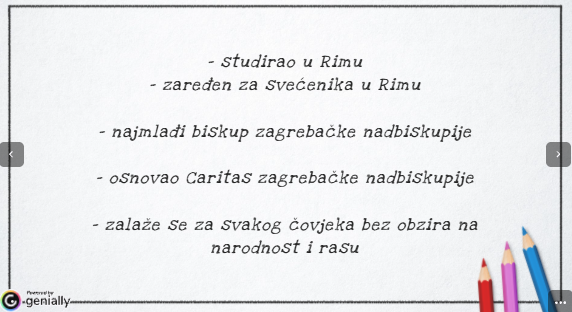 - studirao u Rimu
- zaređen za svećenika u Rimu
- najmlađi biskup zagrebačke nadbiskupije
- osnovao Caritas zagrebačke nadbiskupije
- zalaže se za svakog čovjeka bez obzira na
narodnost i rasu
Powered by
genially